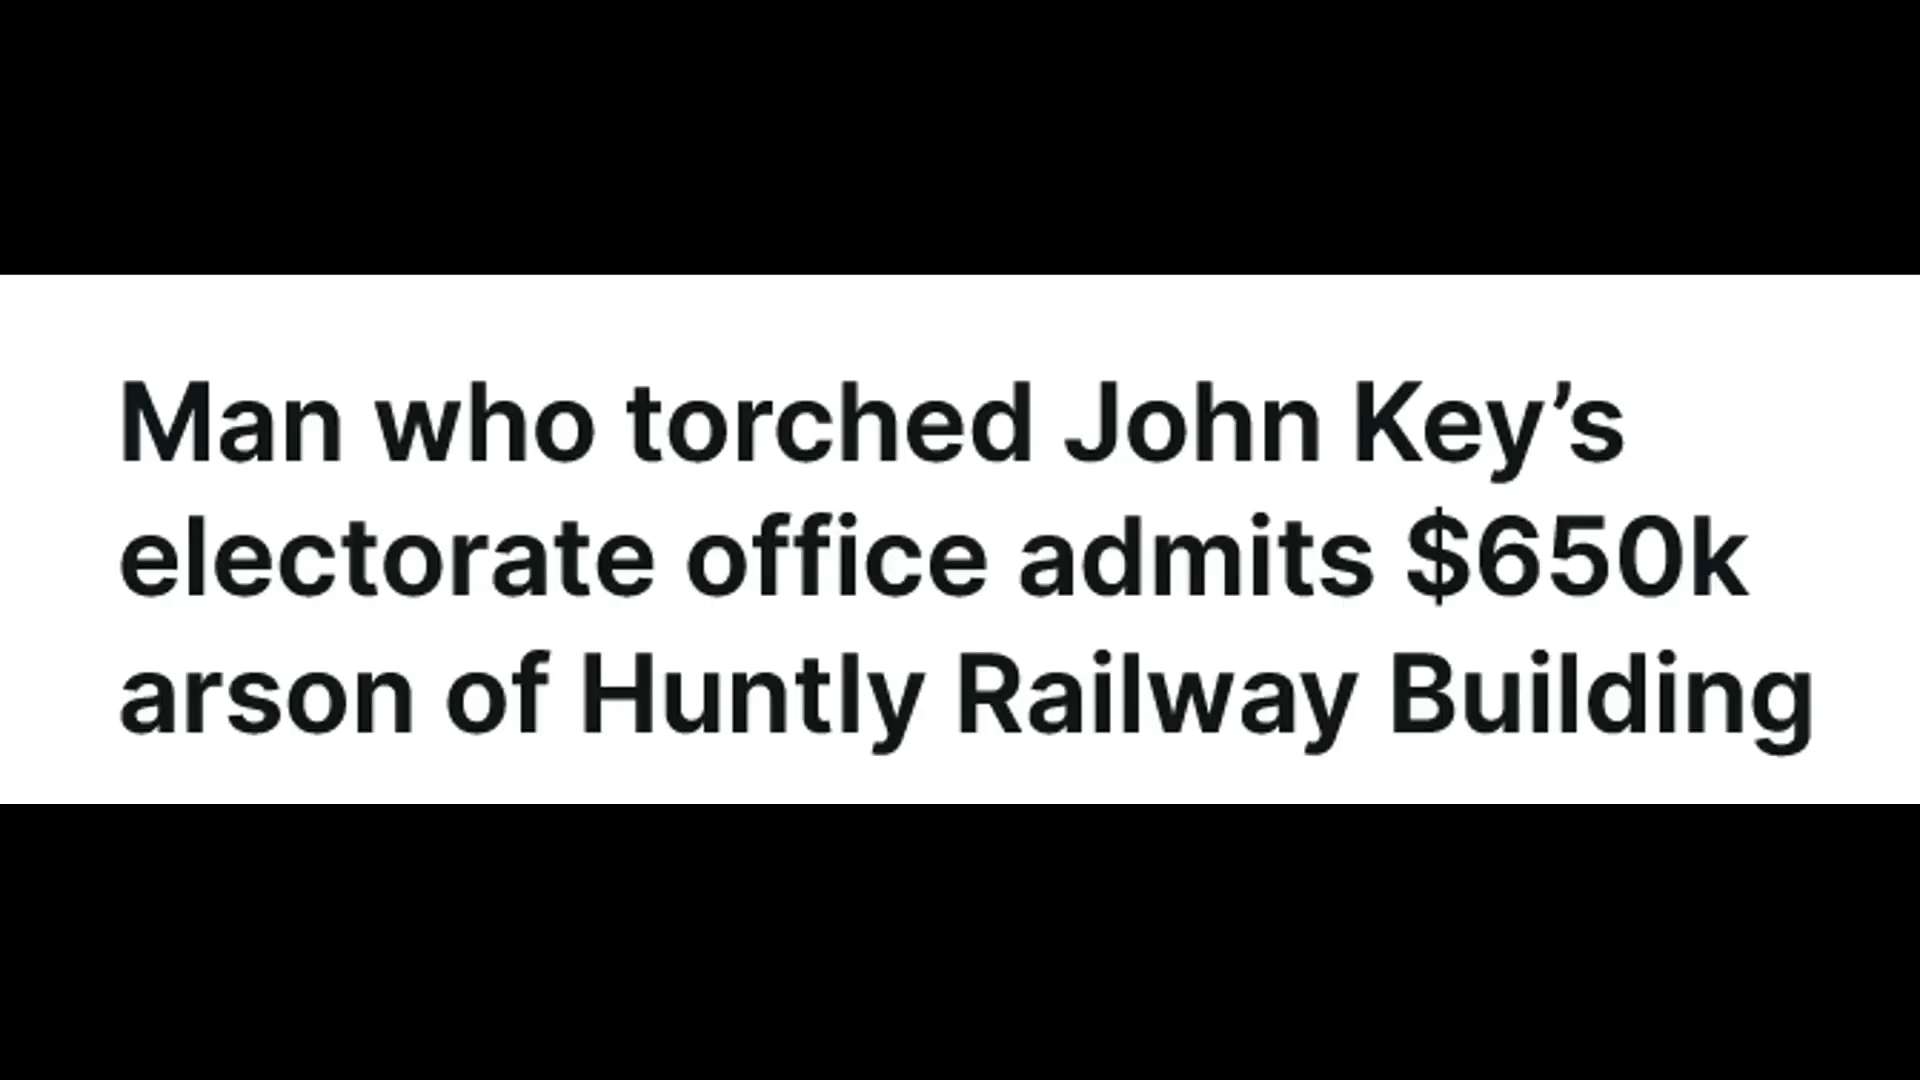 Man who torched John Key’s
electorate office admits $650k
arson of Huntly Railway Building